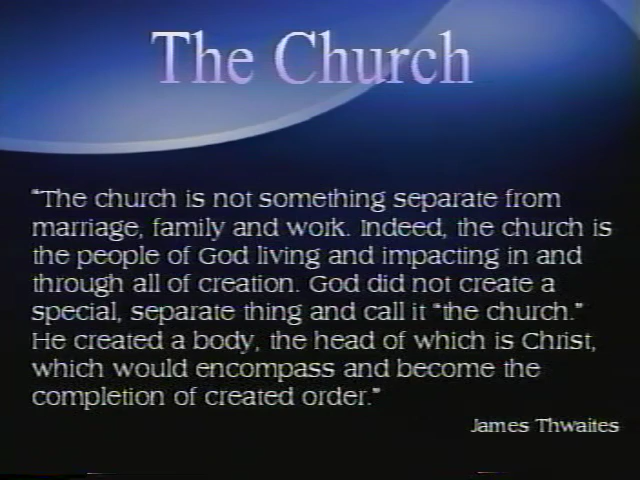 The Church
“The church is not something separate from
marriage, family and work. Indeed, the church is
the people of God living and impacting in and
through all of creation. God did not create a
special, separate thing and call it “the church.”
He created a body, the head of which is Christ,
which would encompass and become the
completion of created order.”
James Thwaites